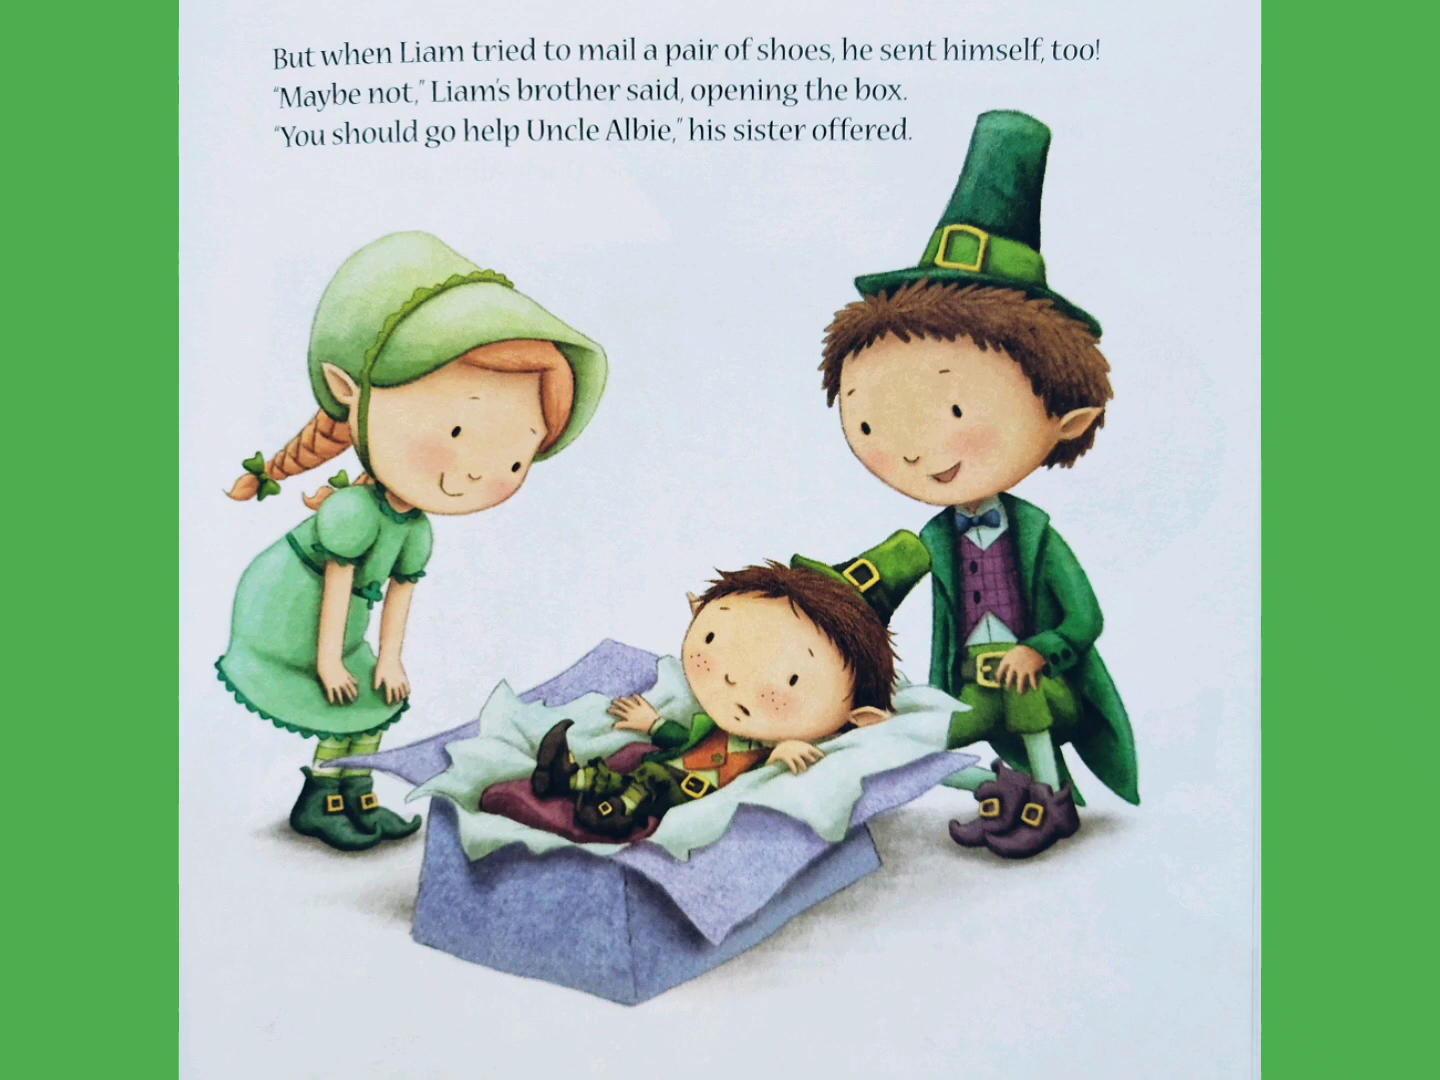 But when Liam tried to mail a pair of shoes, he sent himself, too!
“Maybe not,” Liam’s brother said, opening the box.
“You should go help Uncle Albie,” his sister offered.